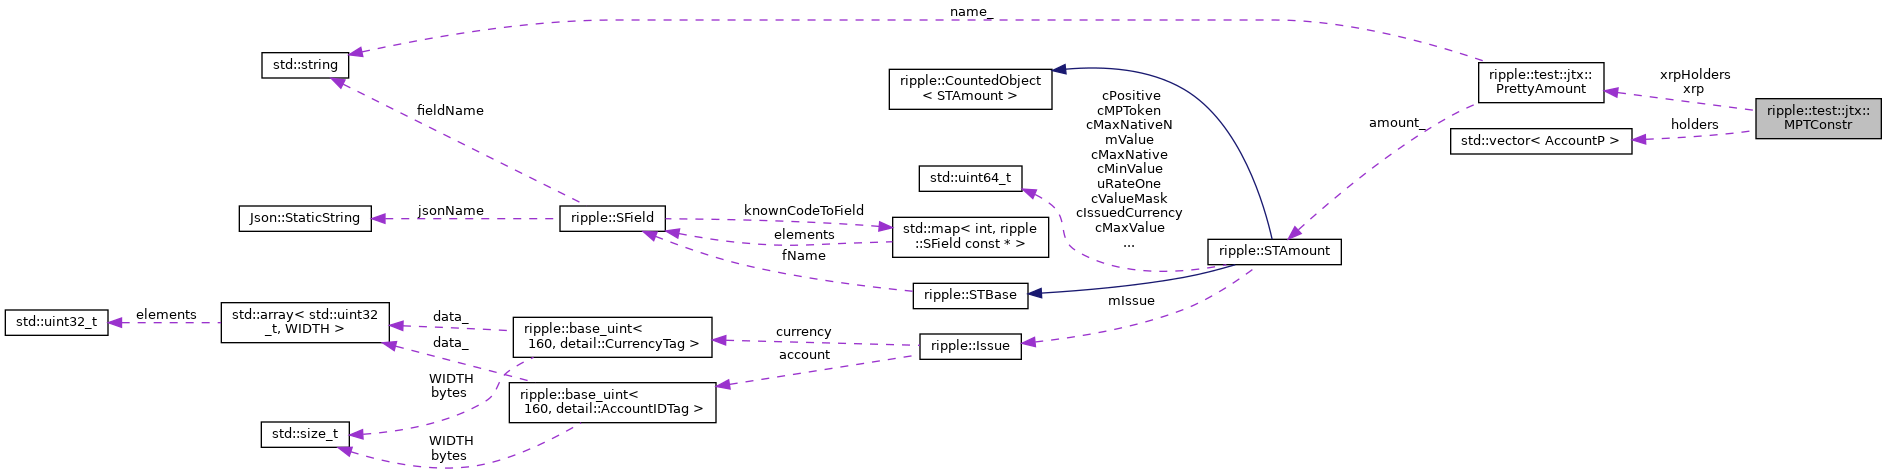 name_
std::string
ripple::CountedObject
< STAmount >
ripple::test::jtx::
PrettyAmount
xrpHolders
xrp
ripple::test::jtx::
MPTConstr
holders
std::vector< AccountP >
amount_
fieldName
cPositive
cMPToken
cMaxNativeN
mValue
cMaxNative
cMinValue
uRateOne
cValueMask
cIssuedCurrency
cMaxValue
...
std::uint64_t
Json::StaticString
jsonName
ripple::SField
knownCodeToField
elements
fName
std::map< int, ripple
::SField const * >
ripple::STAmount
ripple::STBase
mIssue
std::uint32_t
elements
std::array< std::uint32
_t, WIDTH >
data_
data_
ripple::base_uint<
160, detail::CurrencyTag >
currency
account
ripple::Issue
WIDTH
bytes
ripple::base_uint<
160, detail::AccountIDTag >
std::size_t
WIDTH
bytes